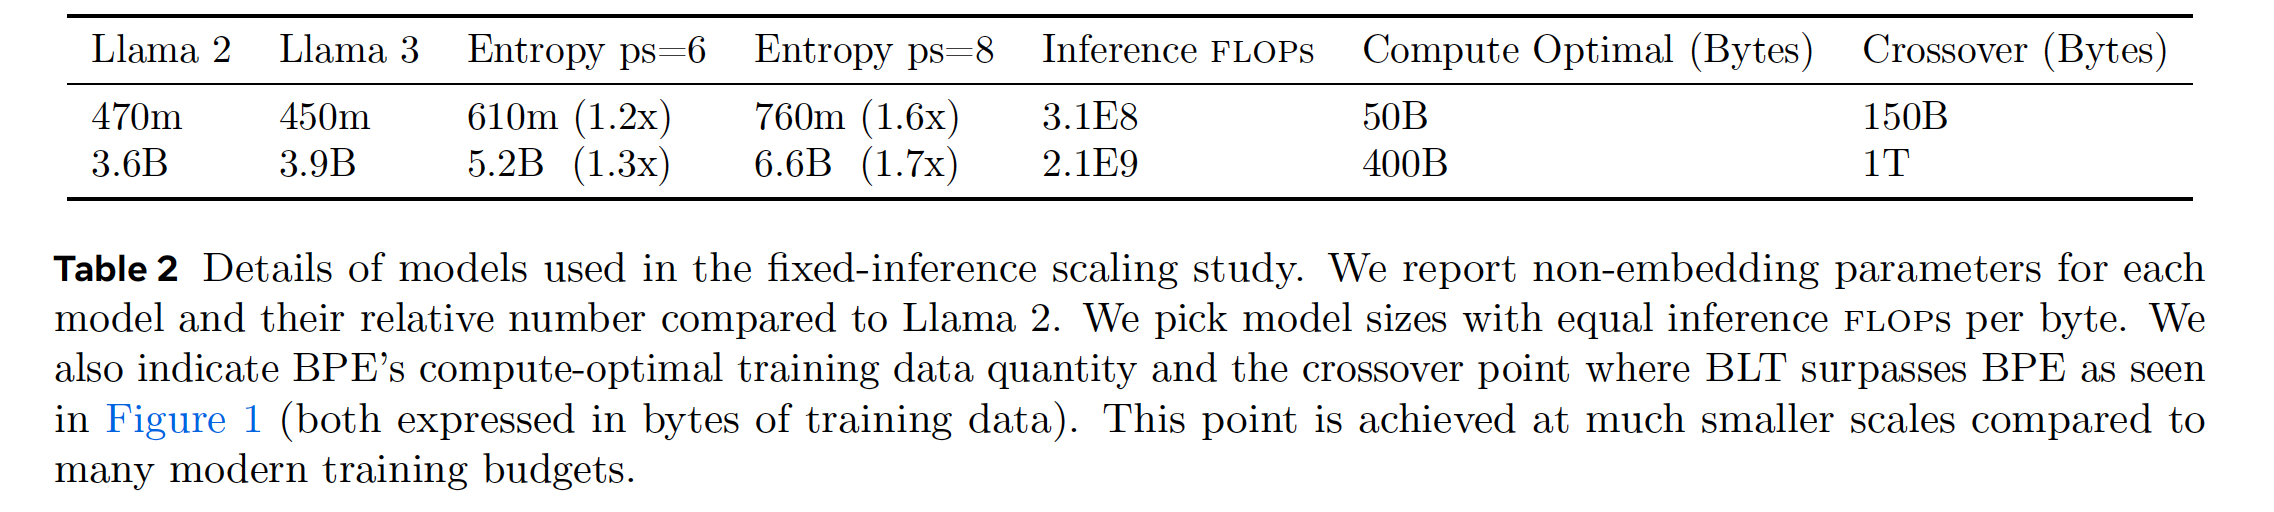 Llama 2 Llama 3 Entropy ps=6 Entropy ps=8 Inference FLOPs Compute Optimal (Bytes) Crossover (Bytes)
470m 450m 610m (1.2x) 760m (1.6x) 3.1E8 50B 150B
3.6B 3.9B 5.2B (1.3x) 6.6B (1.7x) 2.1E9 400B 1T
Table 2 Details of models used in the fixed-inference scaling study. We report non-embedding parameters for each
model and their relative number compared to Llama 2. We pick model sizes with equal inference FLOPs per byte. We
also indicate BPE's compute-optimal training data quantity and the crossover point where BLT surpasses BPE as seen
in Figure 1 (both expressed in bytes of training data). This point is achieved at much smaller scales compared to
many modern training budgets.